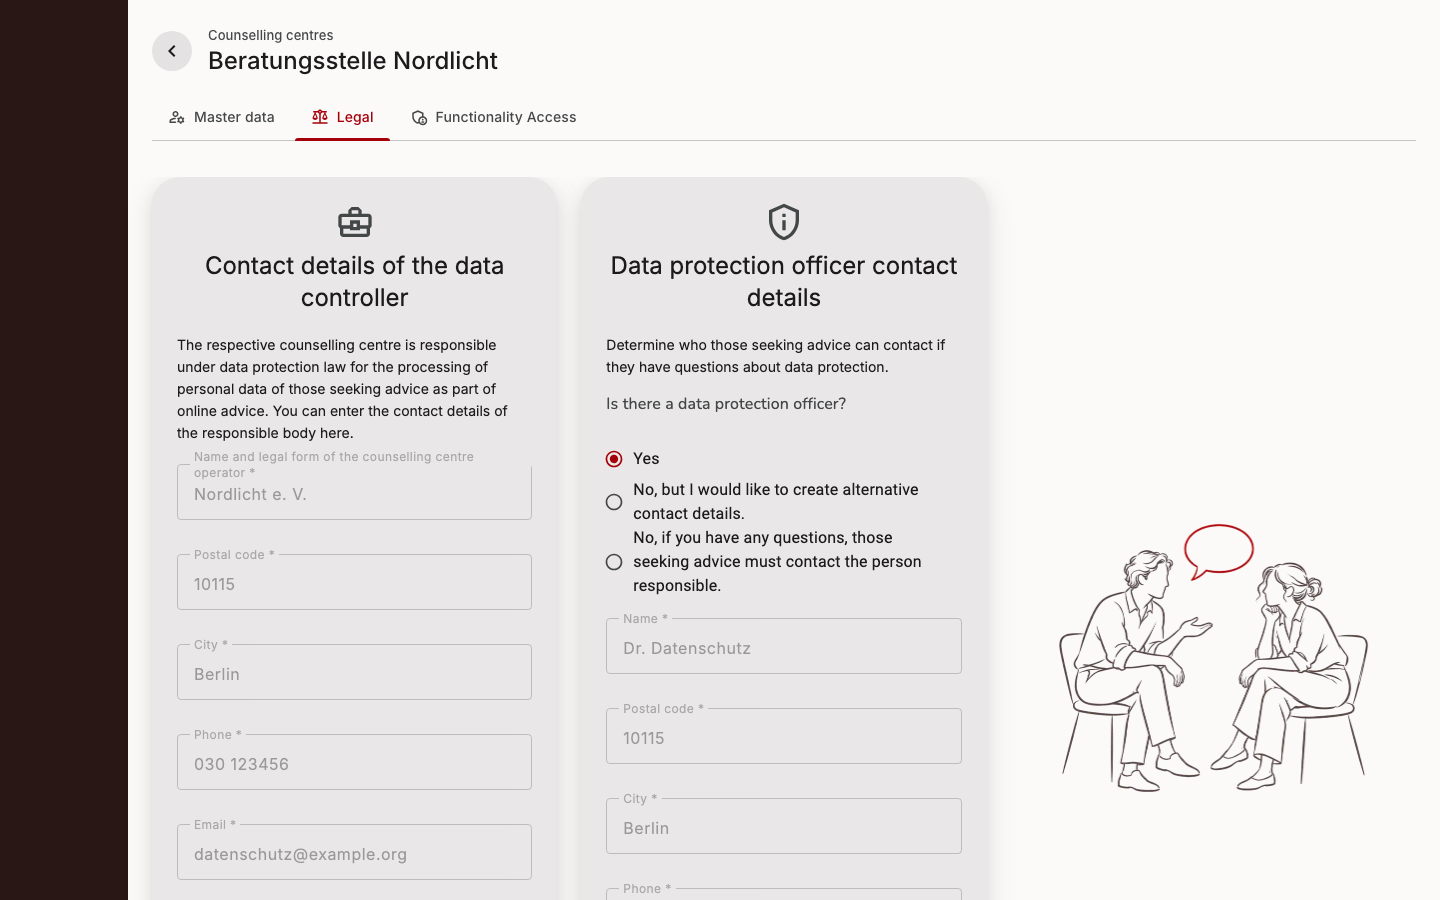 Counselling centres
Beratungsstelle Nordlicht
Master data
Legal
Functionality Access
Contact details of the data
controller
The respective counselling centre is responsible
under data protection law for the processing of
personal data of those seeking advice as part of
online advice. You can enter the contact details of
the responsible body here.
Name and legal form of the counselling centre
operator *
Nordlicht e. V.
Postal code *
10115
City *
Berlin
Phone *
030 123456
Email *
datenschutz@example.org
Data protection officer contact
details
Determine who those seeking advice can contact if
they have questions about data protection.
Is there a data protection officer?
Yes
No, but I would like to create alternative
contact details.
No, if you have any questions, those
seeking advice must contact the person
responsible.
Name *
Dr. Datenschutz
Postal code *
10115
City *
Berlin
Phone *